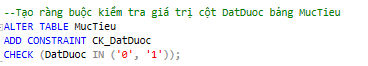 --Tạo ràng buộc kiểm tra giá trị cột DatDuoc bảng MucTieu
ALTER TABLE MucTieu
ADD CONSTRAINT CK_DatDuoc
CHECK (DatDuoc IN ('0', '1'));